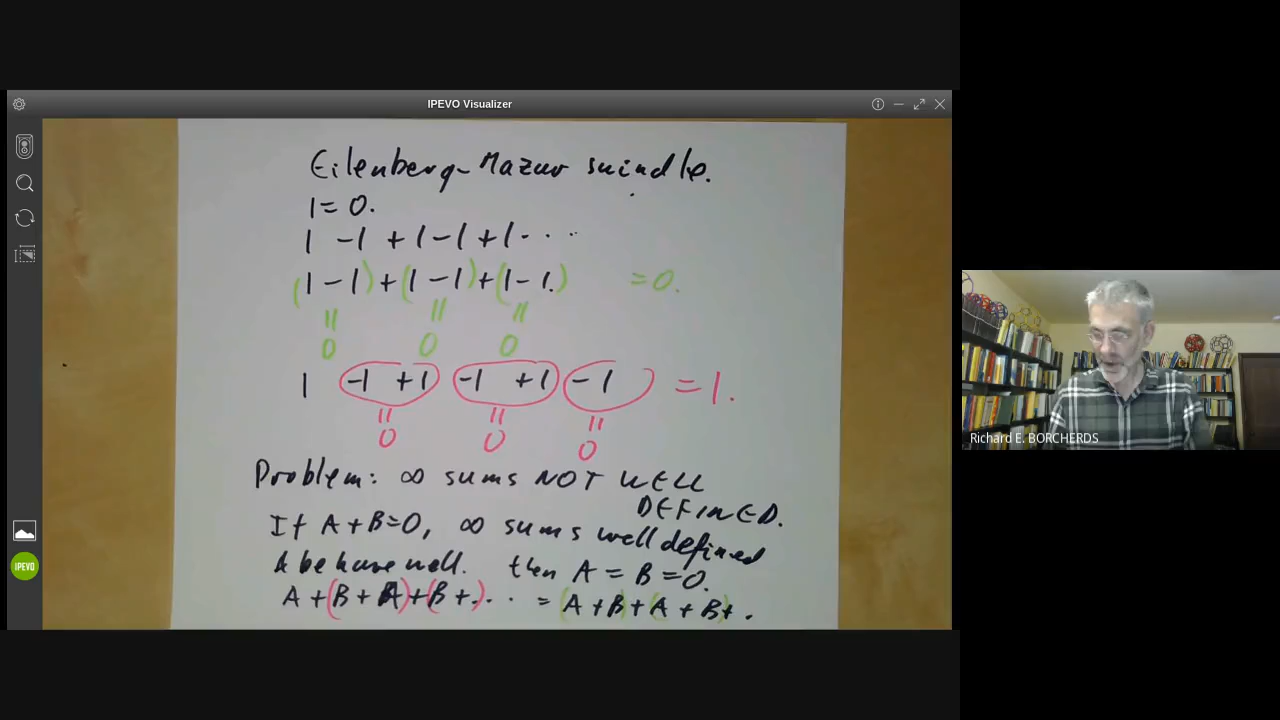 IPEVO Visualizer
Eilenberg-Mazur swindle.
1 = 0.
1 - 1 + 1 - 1 + 1 - . . . .
(1 - 1) + (1 - 1) + (1 - 1.) = 0.
|| || ||
0 0 0
1 -1 +1 -1 +1 - 1 = 1.
|| || ||
0 0 0
Problem: ∞ sums NOT WELL
DEFINED.
If A + B = 0, ∞ sums well defined
& behave well. then A = B = 0.
A + (B + A) + (B + . .) . . = (A + B) + (A + B) + .
IPEVO
Richard E. BORCHERDS